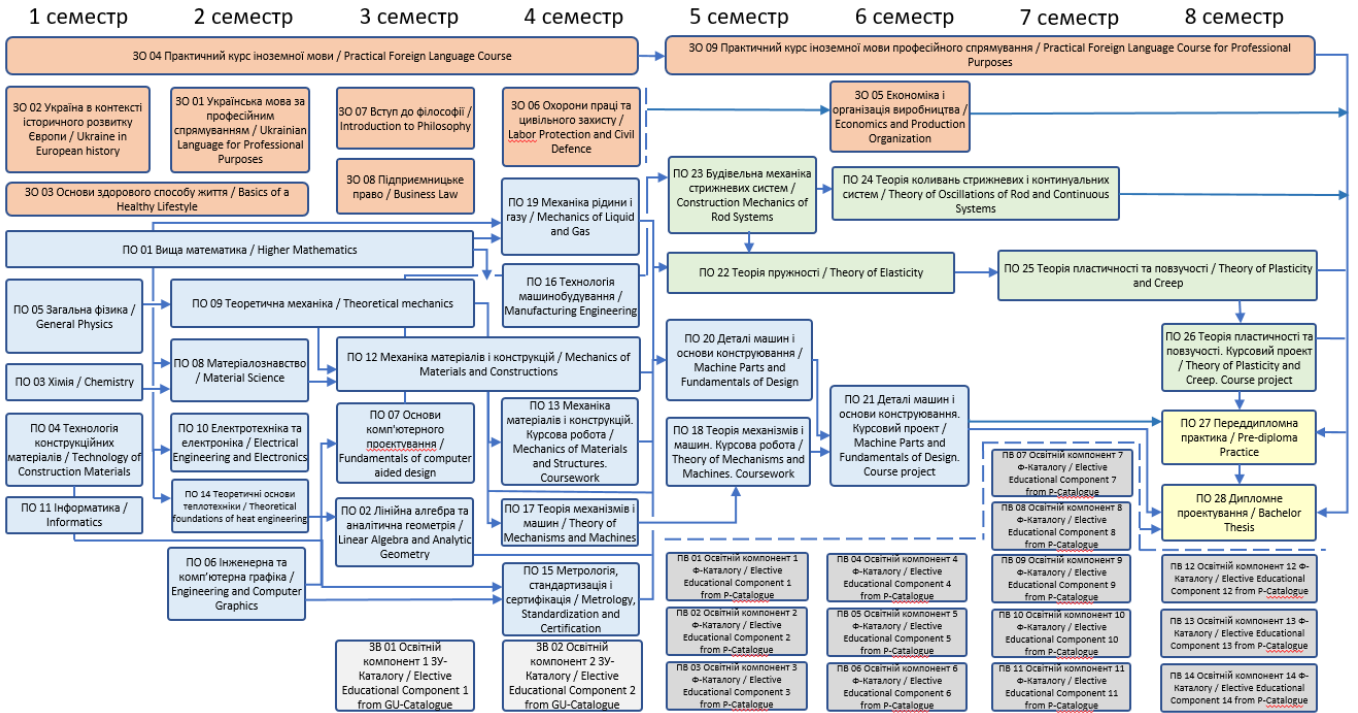 1 семестр
2 семестр
3 семестр
4 семестр
5 семестр
6 семестр
7 семестр
8 семестр
ЗО 04 Практичний курс іноземної мови / Practical Foreign Language Course
ЗО 09 Практичний курс іноземної мови професійного спрямування / Practical Foreign Language Course for Professional
Purposes
ЗО 02 Україна в контексті
історичного розвитку
Європи / Ukraine in
European history
ЗО 01 Українська мова за
професійним
спрямуванням / Ukrainian
Language for Professional
Purposes
ЗО 07 Вступ до філософії /
Introduction to Philosophy
ЗО 06 Охорони праці та
цивільного захисту /
Labor Protection and Civil
Defence
ЗО 05 Економіка і
організація виробництва /
Economics and Production
Organization
ЗО 03 Основи здорового способу життя / Basics of a
Healthy Lifestyle
ЗО 08 Підприємницьке
право / Business Law
ПО 19 Механіка рідини і
газу / Mechanics of Liquid
and Gas
ПО 23 Будівельна механіка
стрижневих систем /
Construction Mechanics of
Rod Systems
ПО 24 Теорія коливань стрижневих і континуальних
систем / Theory of Oscillations of Rod and Continuous
Systems
ПО 01 Вища математика / Higher Mathematics
ПО 16 Технологія
машинобудування /
Manufacturing Engineering
ПО 22 Теорія пружності / Theory of Elasticity
ПО 25 Теорія пластичності та повзучості / Theory of Plasticity
and Creep
ПО 05 Загальна фізика /
General Physics
ПО 09 Теоретична механіка / Theoretical mechanics
ПО 08 Матеріалознавство
/ Material Science
ПО 12 Механіка матеріалів і конструкцій / Mechanics of
Materials and Constructions
ПО 20 Деталі машин і
основи конструювання /
Machine Parts and
Fundamentals of Design
ПО 26 Теорія пластичності та
повзучості. Курсовий проект
/ Theory of Plasticity and
Creep. Course project
ПО 03 Хімія / Chemistry
ПО 04 Технологія
конструкційних
матеріалів / Technology of
Construction Materials
ПО 10 Електротехніка та
електроніка / Electrical
Engineering and Electronics
ПО 07 Основи
комп'ютерного
проєктування /
Fundamentals of computer
aided design
ПО 13 Механіка
матеріалів і конструкцій.
Курсова робота /
Mechanics of Materials
and Structures.
Coursework
ПО 18 Теорія механізмів і
машин. Курсова робота /
Theory of Mechanisms and
Machines. Coursework
ПО 21 Деталі машин і
основи конструювання.
Курсовий проект /
Machine Parts and
Fundamentals of Design.
Course project
ПО 27 Переддипломна
практика / Pre-diploma
Practice
ПО 11 Інформатика /
Informatics
ПО 14 Теоретичні основи
теплотехніки / Theoretical
foundations of heat engineering
ПО 02 Лінійна алгебра та
аналітична геометрія /
Linear Algebra and Analytic
Geometry
ПО 17 Теорія механізмів і
машин / Theory of
Mechanisms and Machines
ПВ 07 Освітній компонент 7
Ф-Каталогу / Elective
Educational Component 7
from P-Catalogue
ПВ 08 Освітній компонент 8
Ф-Каталогу / Elective
Educational Component 8
from P-Catalogue
ПО 28 Дипломне
проектування / Bachelor
Thesis
ПО 06 Інженерна та
комп'ютерна графіка /
Engineering and Computer
Graphics
ПО 15 Метрологія,
стандартизація і
сертифікація / Metrology,
Standardization and
Certification
ПВ 01 Освітній компонент 1
Ф-Каталогу / Elective
Educational Component 1
from P-Catalogue
ПВ 04 Освітній компонент 4
Ф-Каталогу / Elective
Educational Component 4
from P-Catalogue
ПВ 09 Освітній компонент 9
Ф-Каталогу / Elective
Educational Component 9
from P-Catalogue
ПВ 12 Освітній компонент 12 Ф-
Каталогу / Elective Educational
Component 12 from P-Catalogue
ПВ 02 Освітній компонент 2
Ф-Каталогу / Elective
Educational Component 2
from P-Catalogue
ПВ 05 Освітній компонент 5
Ф-Каталогу / Elective
Educational Component 5
from P-Catalogue
ПВ 10 Освітній компонент 10
Ф-Каталогу / Elective
Educational Component 10
from P-Catalogue
ПВ 13 Освітній компонент 13 Ф-
Каталогу / Elective Educational
Component 13 from P-Catalogue
ЗВ 01 Освітній
компонент 1 ЗУ-
Каталогу / Elective
Educational Component 1
from GU-Catalogue
ЗВ 02 Освітній
компонент 2 ЗУ-
Каталогу / Elective
Educational Component 2
from GU-Catalogue
ПВ 03 Освітній компонент 3
Ф-Каталогу / Elective
Educational Component 3
from P-Catalogue
ПВ 06 Освітній компонент 6
Ф-Каталогу / Elective
Educational Component 6
from P-Catalogue
ПВ 11 Освітній компонент 11
Ф-Каталогу / Elective
Educational Component 11
from P-Catalogue
ПВ 14 Освітній компонент 14 Ф-
Каталогу / Elective Educational
Component 14 from P-Catalogue